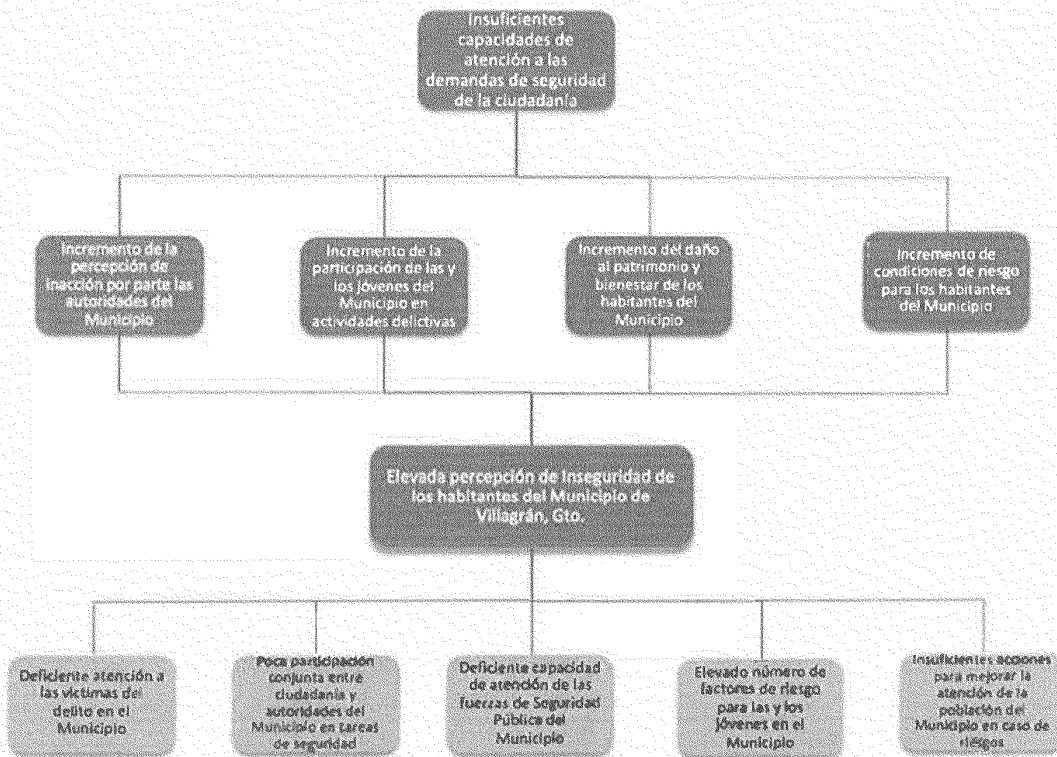 Insuficientes
capacidades de
atención a las
demandas de seguridad
de la ciudadanía
Incremento de la
percepción de
inacción por parte las
autoridades del
Municipio
Incremento de la
participación de las y
los jóvenes del
Municipio en
actividades delictivas
Incremento del daño
al patrimonio y
bienestar de los
habitantes del
Municipio
Incremento de
condiciones de riesgo
para los habitantes
del Municipio
Elevada percepción de Inseguridad de
los habitantes del Municipio de
Villagrán, Gto.
Deficiente atención a
las víctimas del
delito en el
Municipio
Poca participación
conjunta entre
ciudadanía y
autoridades del
Municipio en tareas
de seguridad
Deficiente capacidad
de atención de las
fuerzas de Seguridad
Pública del
Municipio
Elevado número de
factores de riesgo
para las y los
jóvenes en el
Municipio
Insuficientes acciones
para mejorar la
atención de la
población del
Municipio en caso de
riesgos